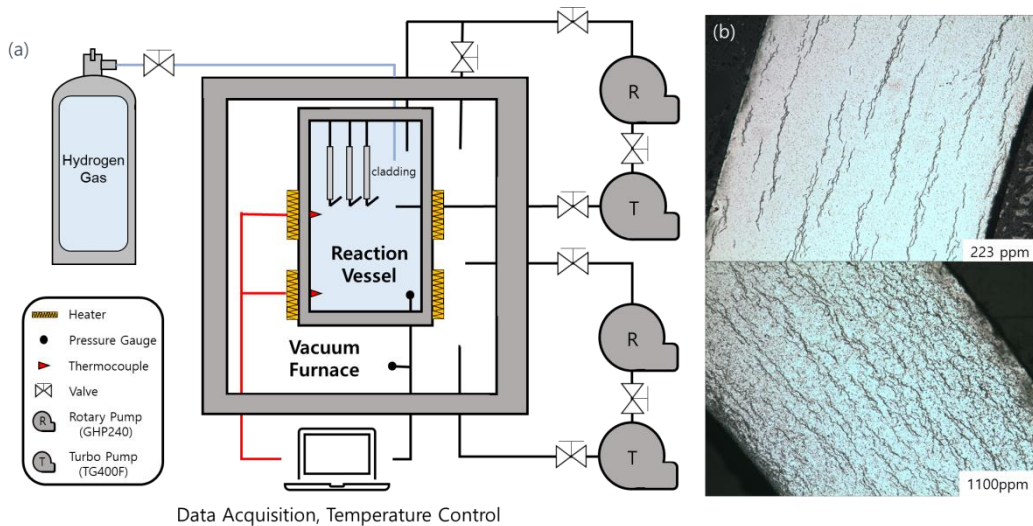 (a)
Hydrogen
Gas
cladding
Reaction
Vessel
Vacuum
Furnace
Heater
Pressure Gauge
Thermocouple
Valve
R
Rotary Pump
(GHP240)
T
Turbo Pump
(TG400F)
R
T
R
T
Data Acquisition, Temperature Control
(b)
223 ppm
1100ppm